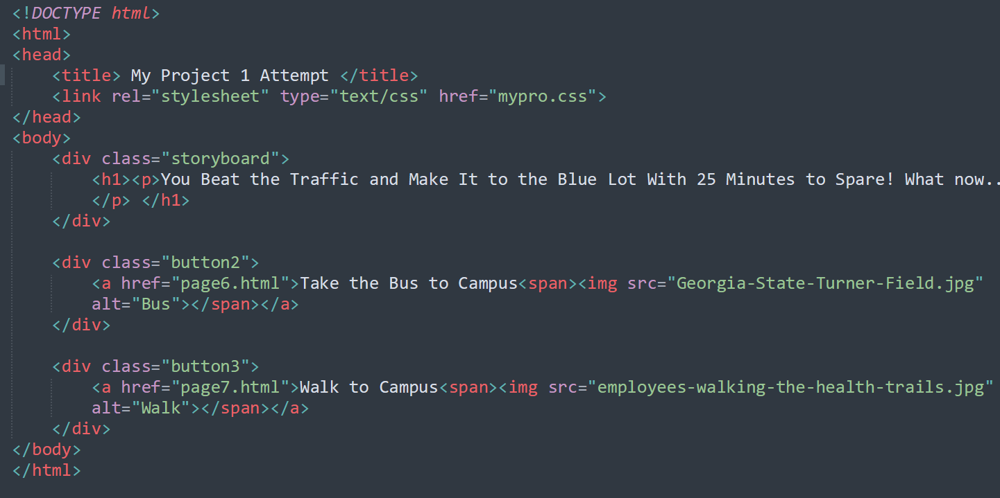 <!DOCTYPE html>
<html>
<head>
    <title> My Project 1 Attempt </title>
    <link rel="stylesheet" type="text/css" href="mypro.css">
</head>
<body>
    <div class="storyboard">
        <h1><p>You Beat the Traffic and Make It to the Blue Lot With 25 Minutes to Spare! What now..
        </p> </h1>
    </div>
    <div class="button2">
        <a href="page6.html">Take the Bus to Campus<span><img src="Georgia-State-Turner-Field.jpg"
        alt="Bus"></span></a>
    </div>
    <div class="button3">
        <a href="page7.html">Walk to Campus<span><img src="employees-walking-the-health-trails.jpg"
        alt="Walk"></span></a>
    </div>
</body>
</html>